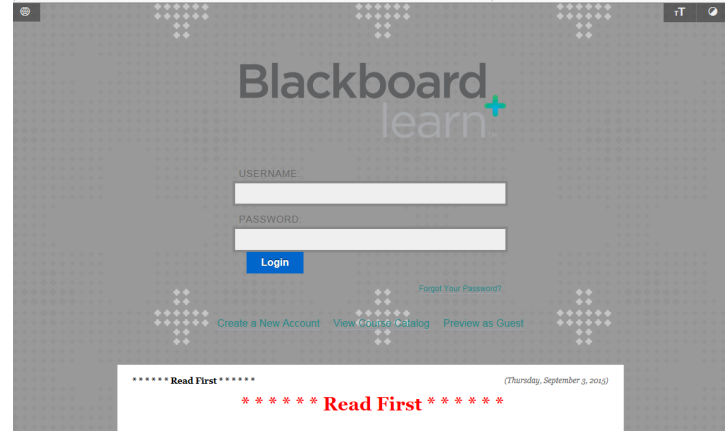 TT
Blackboard
learn+
USERNAME:
PASSWORD:
Login
Forgot Your Password?
Create a New Account View Course Catalog Preview as Guest
* * * * * * Read First * * * * * * (Thursday, September 3, 2015)
* * * * * * Read First * * * * * *